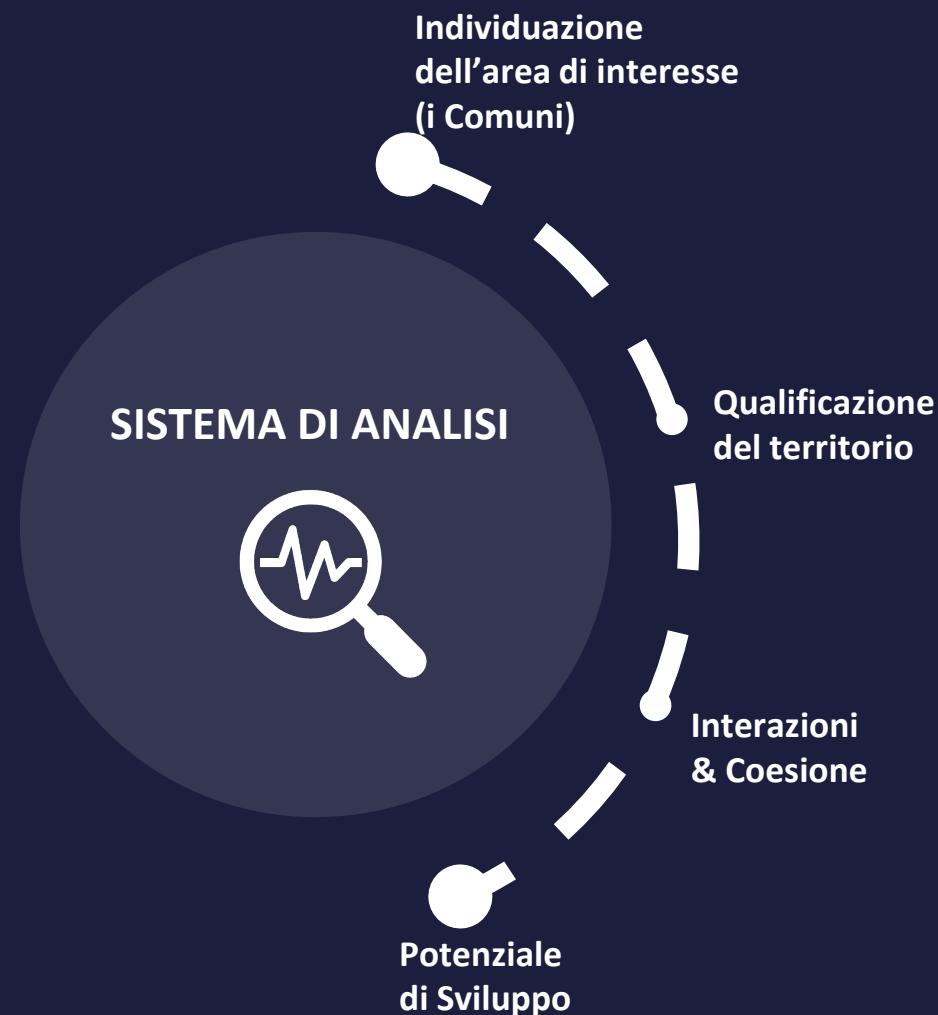 Individuazione
dell’area di interesse
(i Comuni)
SISTEMA DI ANALISI
Qualificazione
del territorio
Interazioni
& Coesione
Potenziale
di Sviluppo